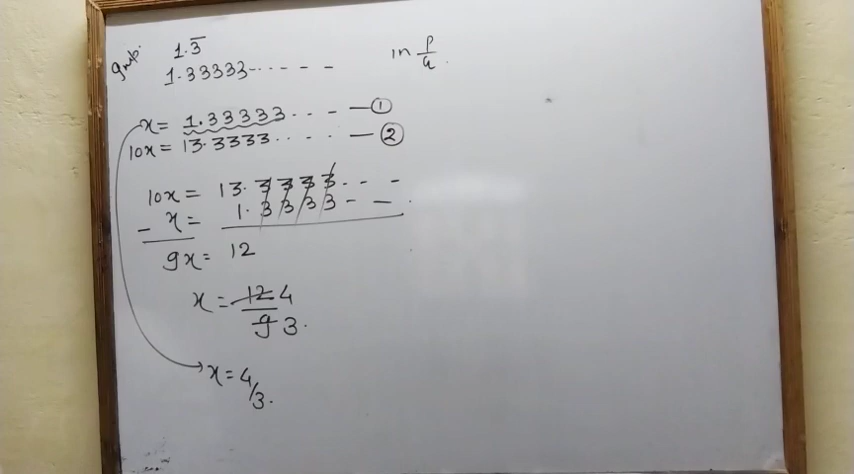 1.3̅ in p/q.
1.33333-----
x = 1.33333... - — ①
10x = 13.3333..... — ②
10x = 13.3333.- -
- x = 1.3333 - - .
9x = 12
x = 12 4
9 3.
x = 4/3.